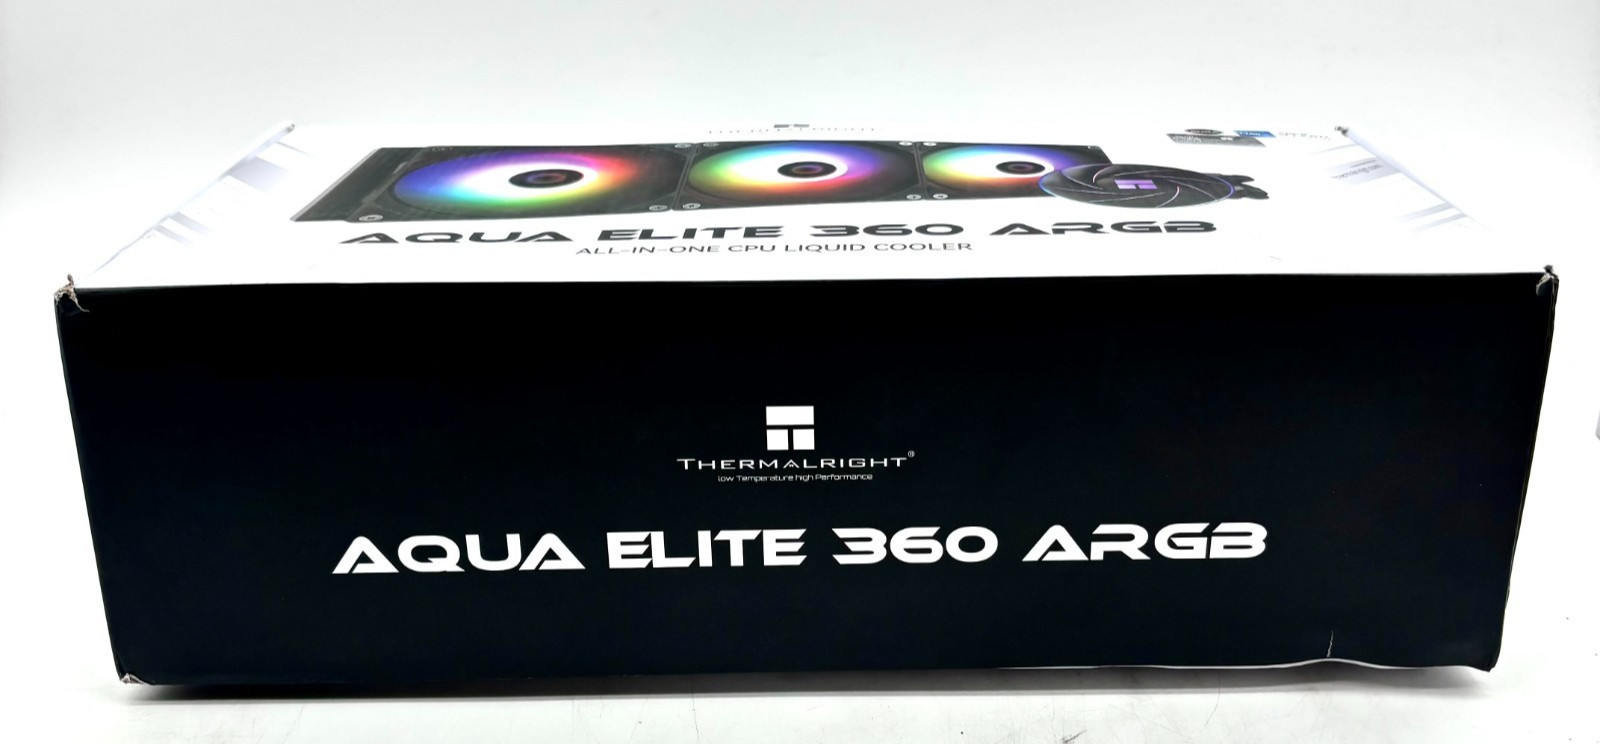 THERMALRIGHT
AQUA ELITE 360 ARGB
ALL-IN-ONE CPU LIQUID COOLER
THERMALRIGHT®
low Temperature high Performance
AQUA ELITE 360 ARGB